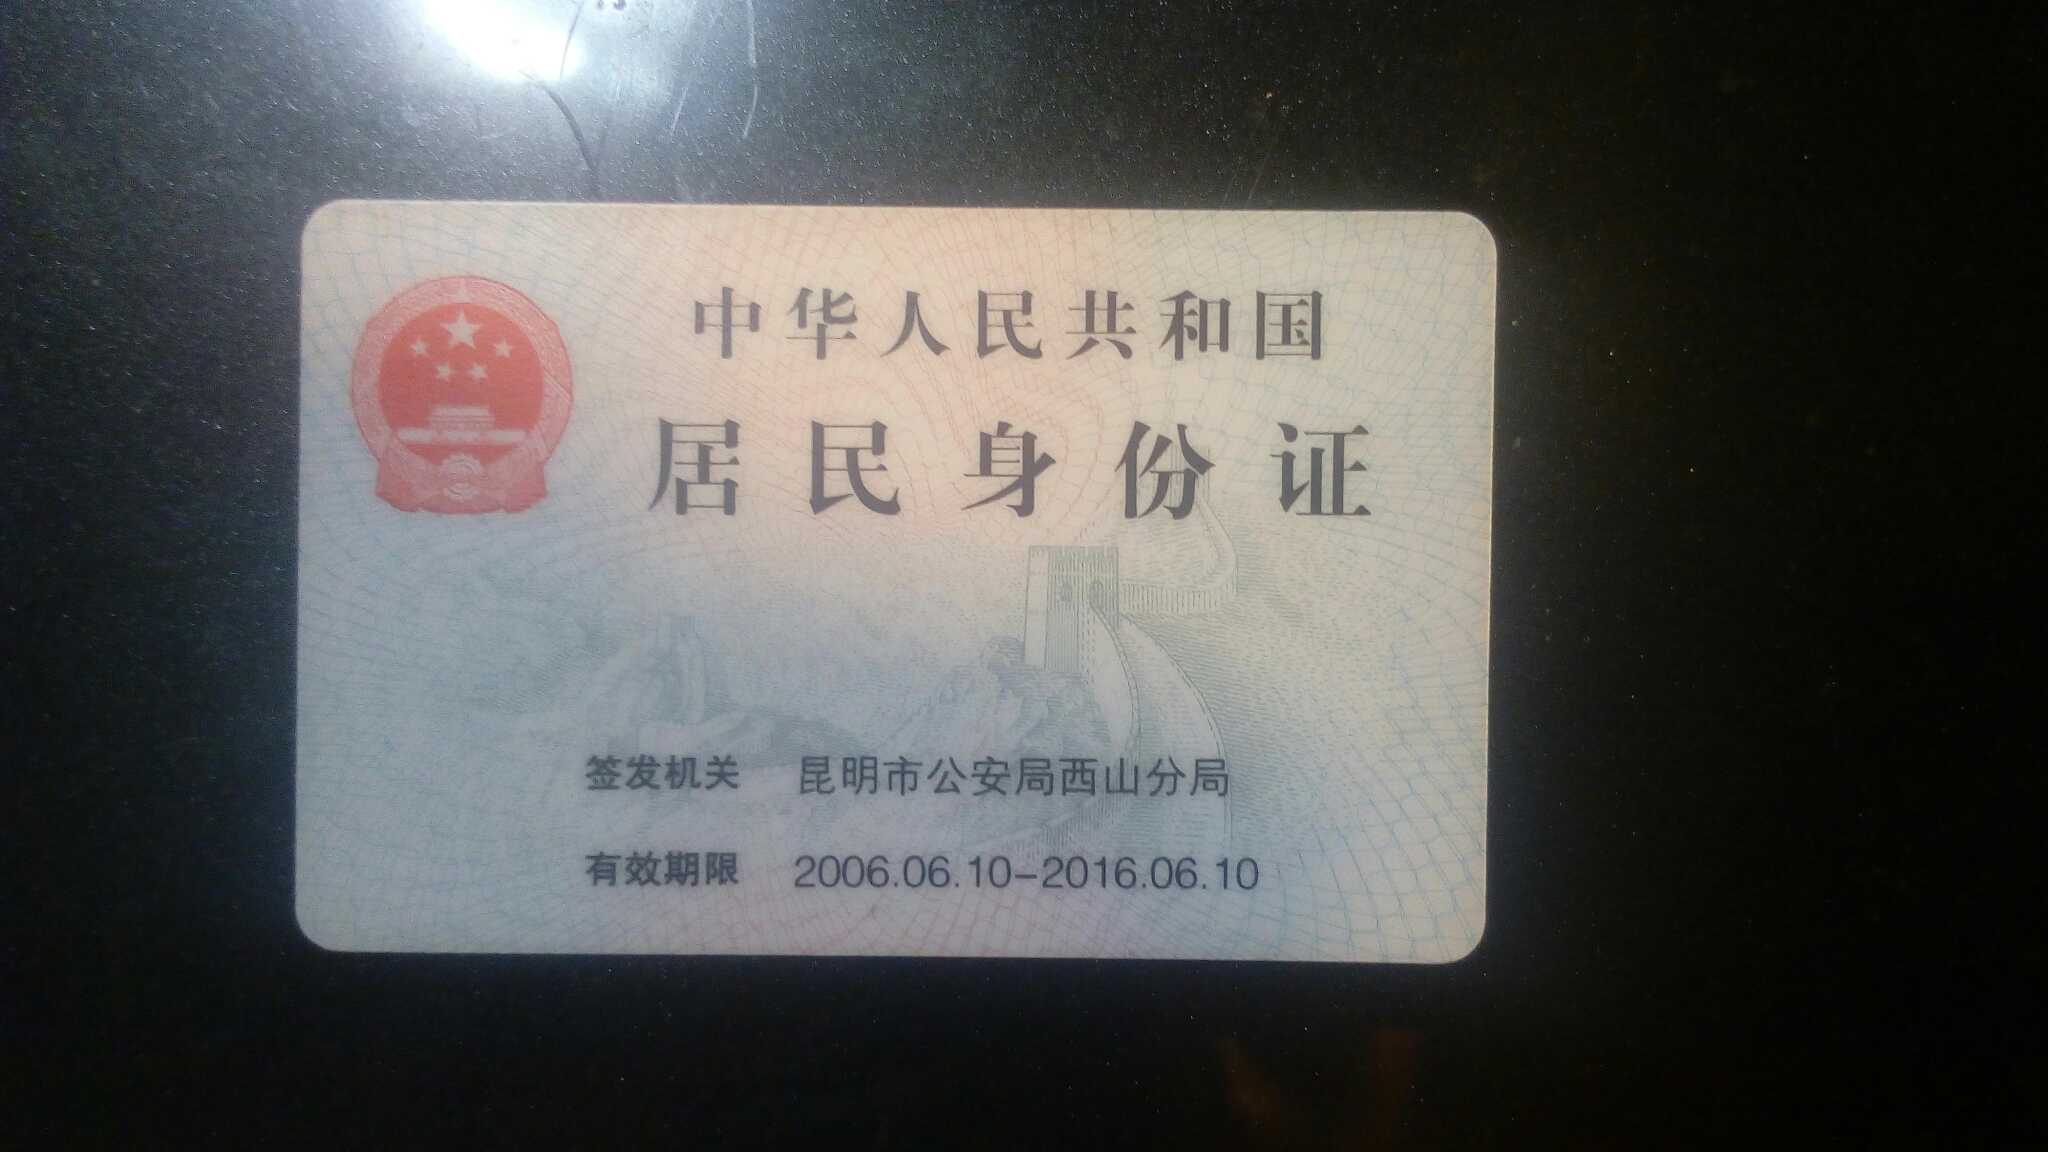 中华人民共和国
居民身份证
签发机关 昆明市公安局西山分局
有效期限 2006.06.10-2016.06.10